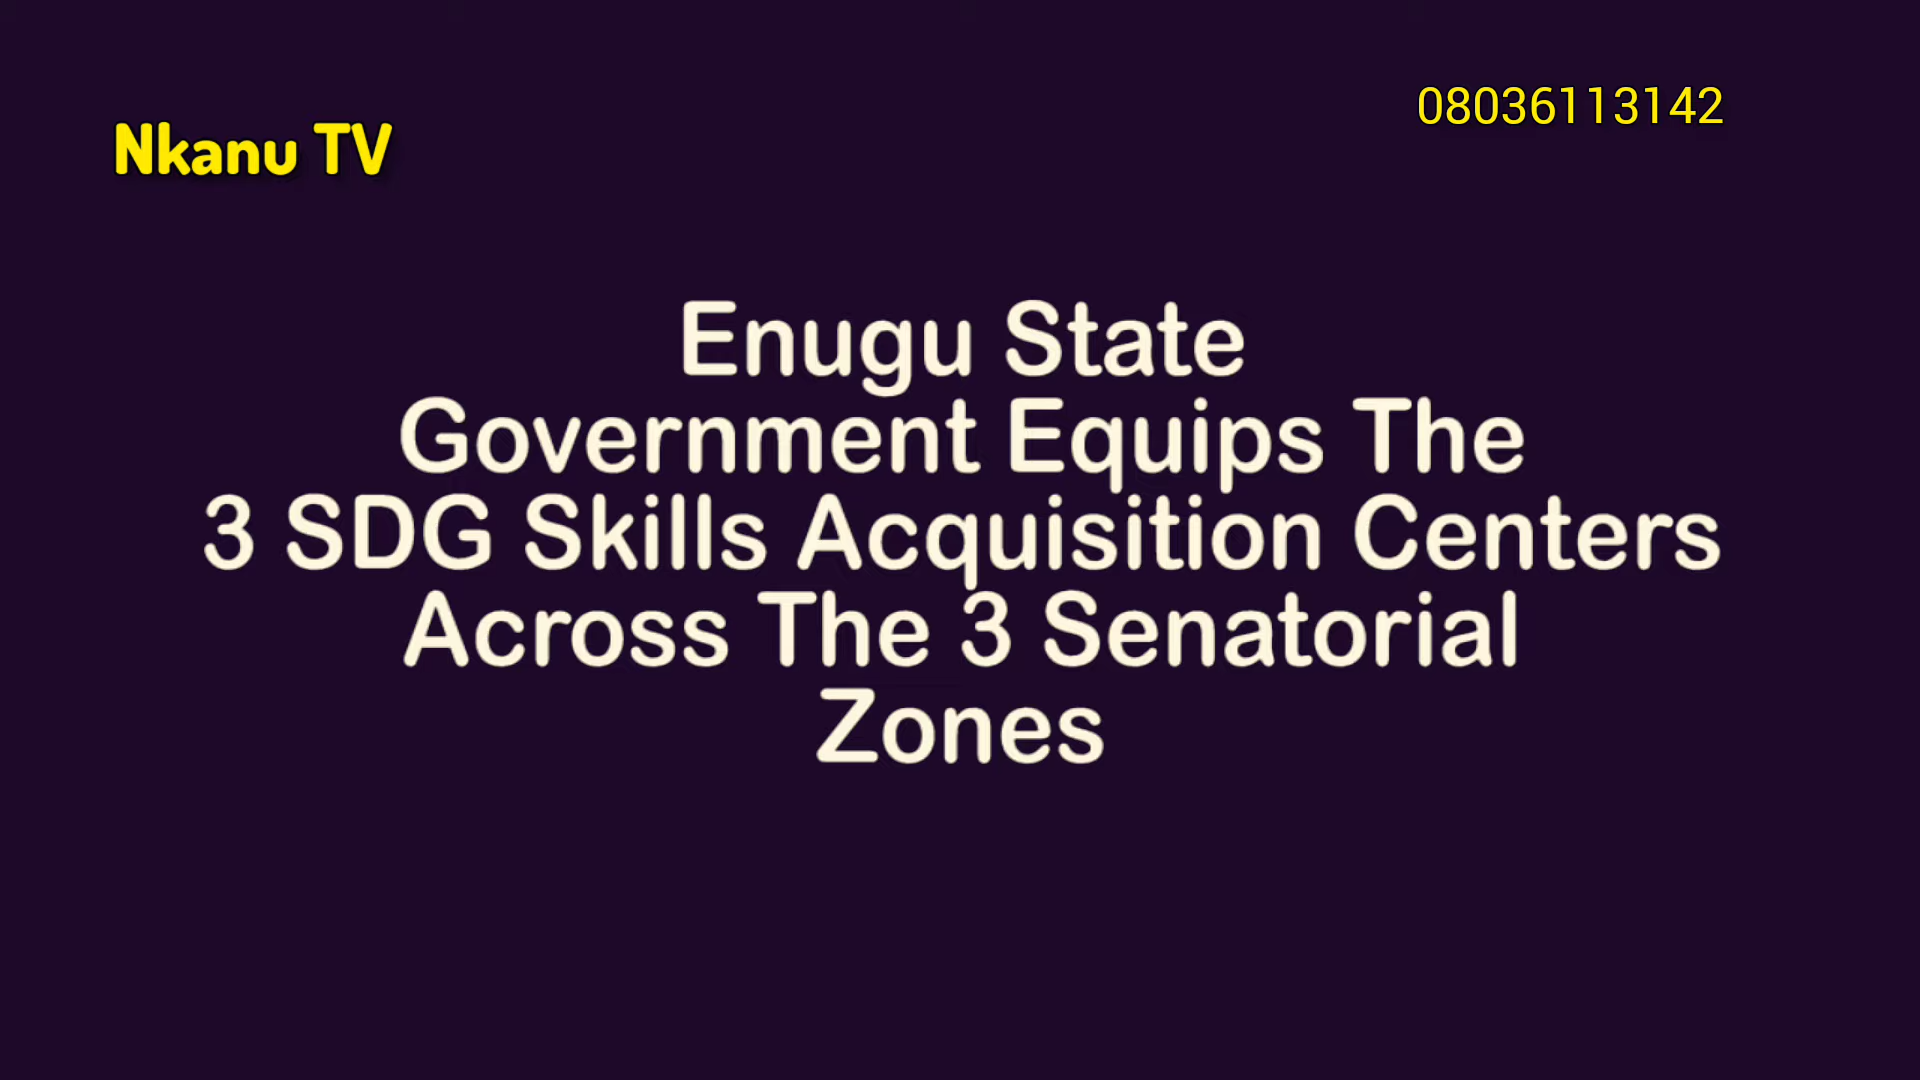 08036113142
Nkanu TV
Enugu State
Government Equips The
3 SDG Skills Acquisition Centers
Across The 3 Senatorial
Zones